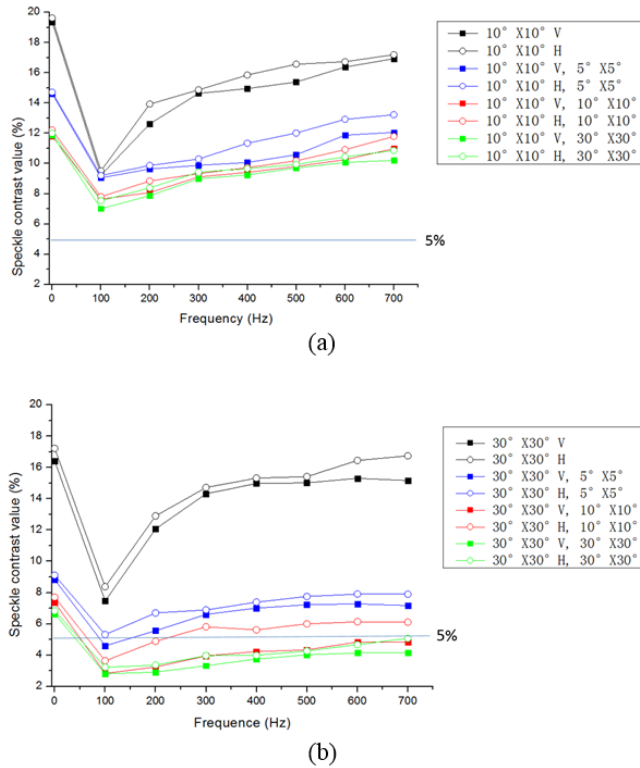 20
18
16
14
12
10
8
6
4
2
Speckle contrast value (%)
0 100 200 300 400 500 600 700
Frequency (Hz)
5%
10° X10° V
10° X10° H
10° X10° V, 5° X5°
10° X10° H, 5° X5°
10° X10° V, 10° X10°
10° X10° H, 10° X10°
10° X10° V, 30° X30°
10° X10° H, 30° X30°
(a)
20
18
16
14
12
10
8
6
4
2
Speckle contrast value (%)
0 100 200 300 400 500 600 700
Frequence (Hz)
5%
30° X30° V
30° X30° H
30° X30° V, 5° X5°
30° X30° H, 5° X5°
30° X30° V, 10° X10°
30° X30° H, 10° X10°
30° X30° V, 30° X30°
30° X30° H, 30° X30°
(b)